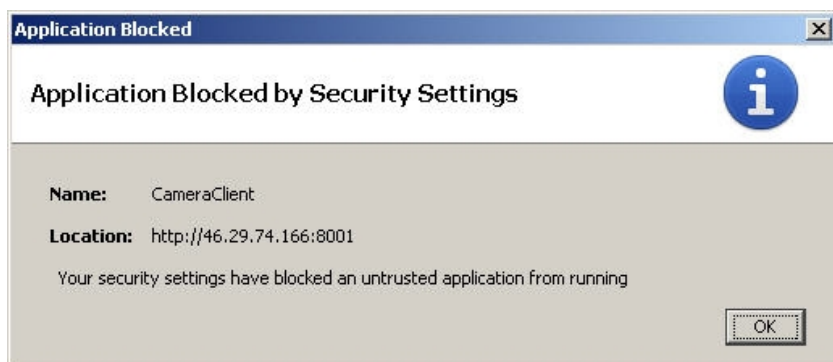 Application Blocked
Application Blocked by Security Settings
Name: CameraClient
Location: http://46.29.74.166:8001
Your security settings have blocked an untrusted application from running
OK